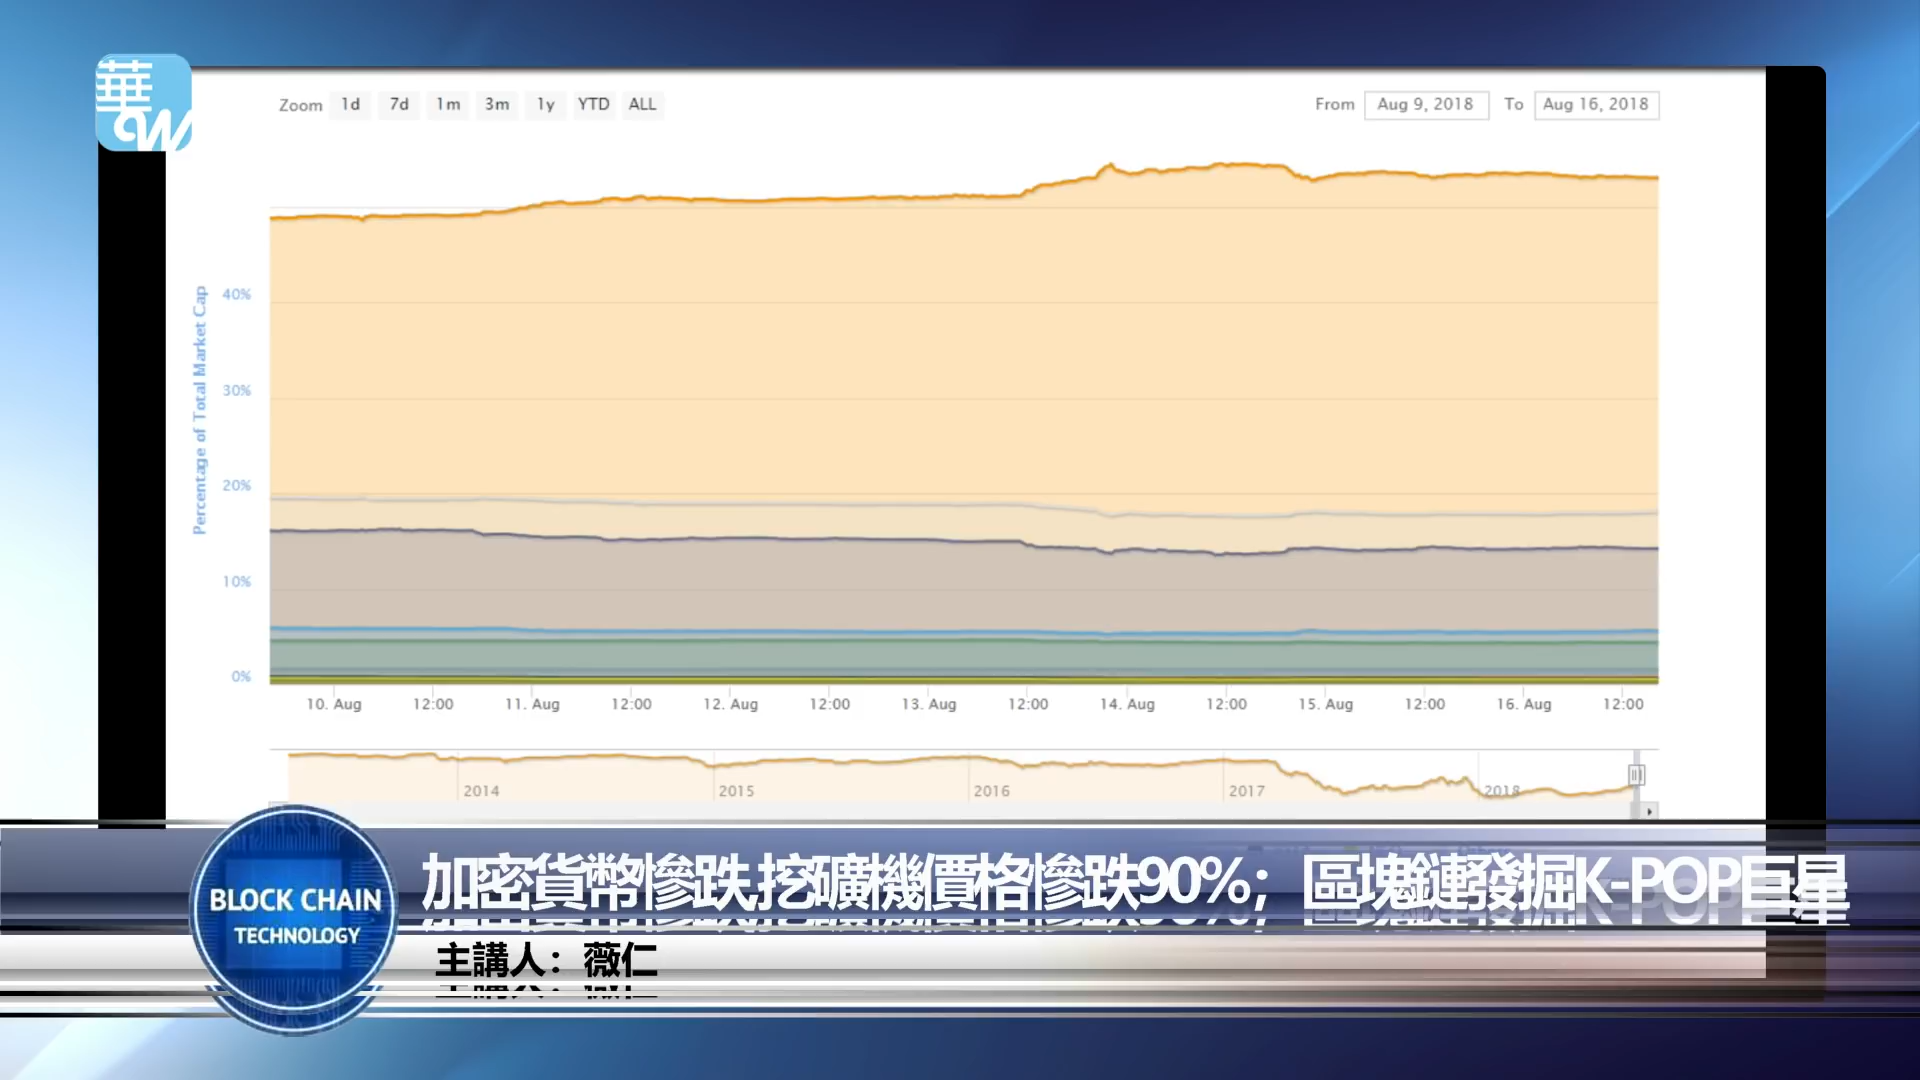 華
aw
Zoom 1d 7d 1m 3m 1y YTD ALL
From Aug 9, 2018 To Aug 16, 2018
Percentage of Total Market Cap
40%
30%
20%
10%
0%
10. Aug 12:00 11. Aug 12:00 12. Aug 12:00 13. Aug 12:00 14. Aug 12:00 15. Aug 12:00 16. Aug 12:00
2014 2015 2016 2017 2018
BLOCK CHAIN
TECHNOLOGY
加密貨幣慘跌,挖礦機價格慘跌90%；區塊鏈發掘K-POP巨星
主講人：薇仁